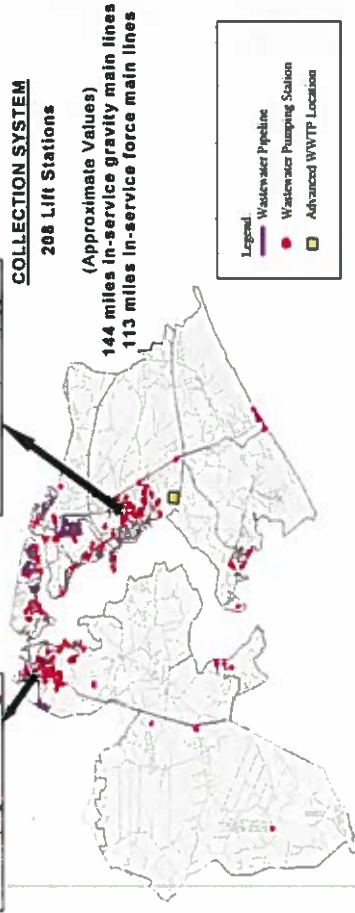 COLLECTION SYSTEM
208 Lift Stations
(Approximate Values)
144 miles in-service gravity main lines
113 miles in-service force main lines
Legend
Wastewater Pipeline
Wastewater Pumping Station
Advanced WWTP Location